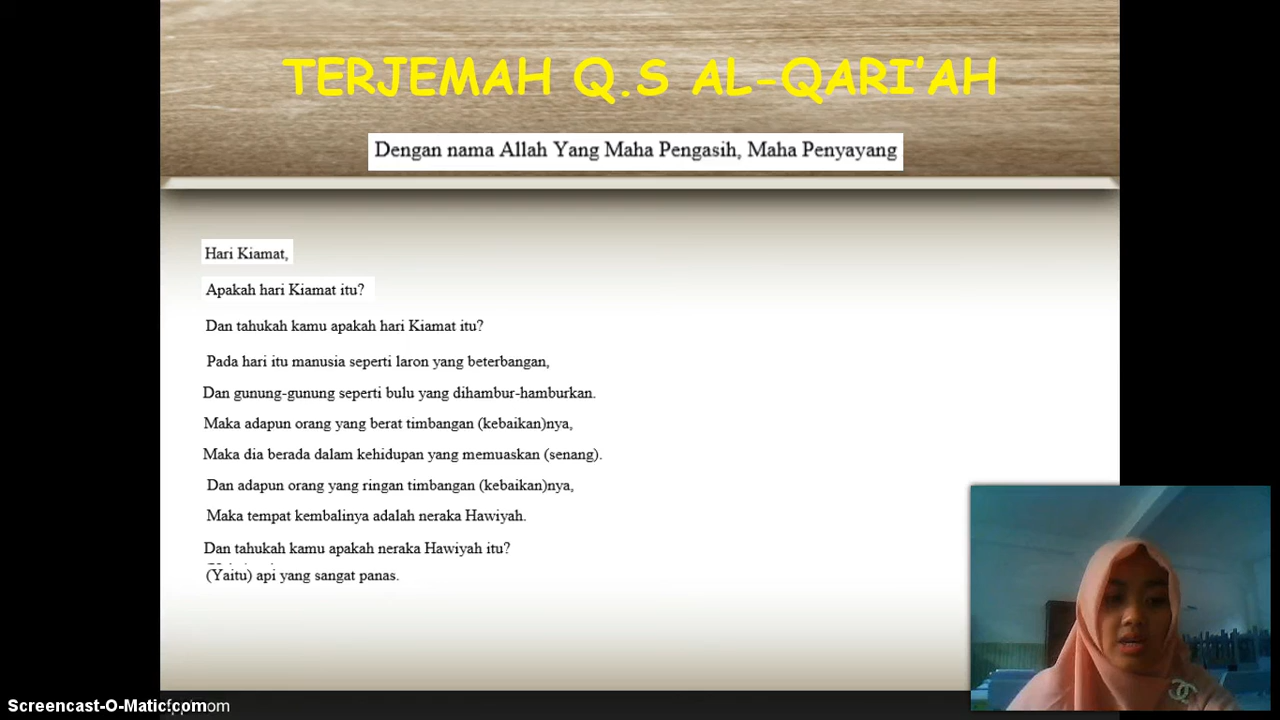 TERJEMAH Q.S AL-QARI'AH
Dengan nama Allah Yang Maha Pengasih, Maha Penyayang
Hari Kiamat,
Apakah hari Kiamat itu?
Dan tahukah kamu apakah hari Kiamat itu?
Pada hari itu manusia seperti laron yang beterbangan,
Dan gunung-gunung seperti bulu yang dihambur-hamburkan.
Maka adapun orang yang berat timbangan (kebaikan)nya,
Maka dia berada dalam kehidupan yang memuaskan (senang).
Dan adapun orang yang ringan timbangan (kebaikan)nya,
Maka tempat kembalinya adalah neraka Hawiyah.
Dan tahukah kamu apakah neraka Hawiyah itu?
(Yaitu) api yang sangat panas.
Screencast-O-Matic.com